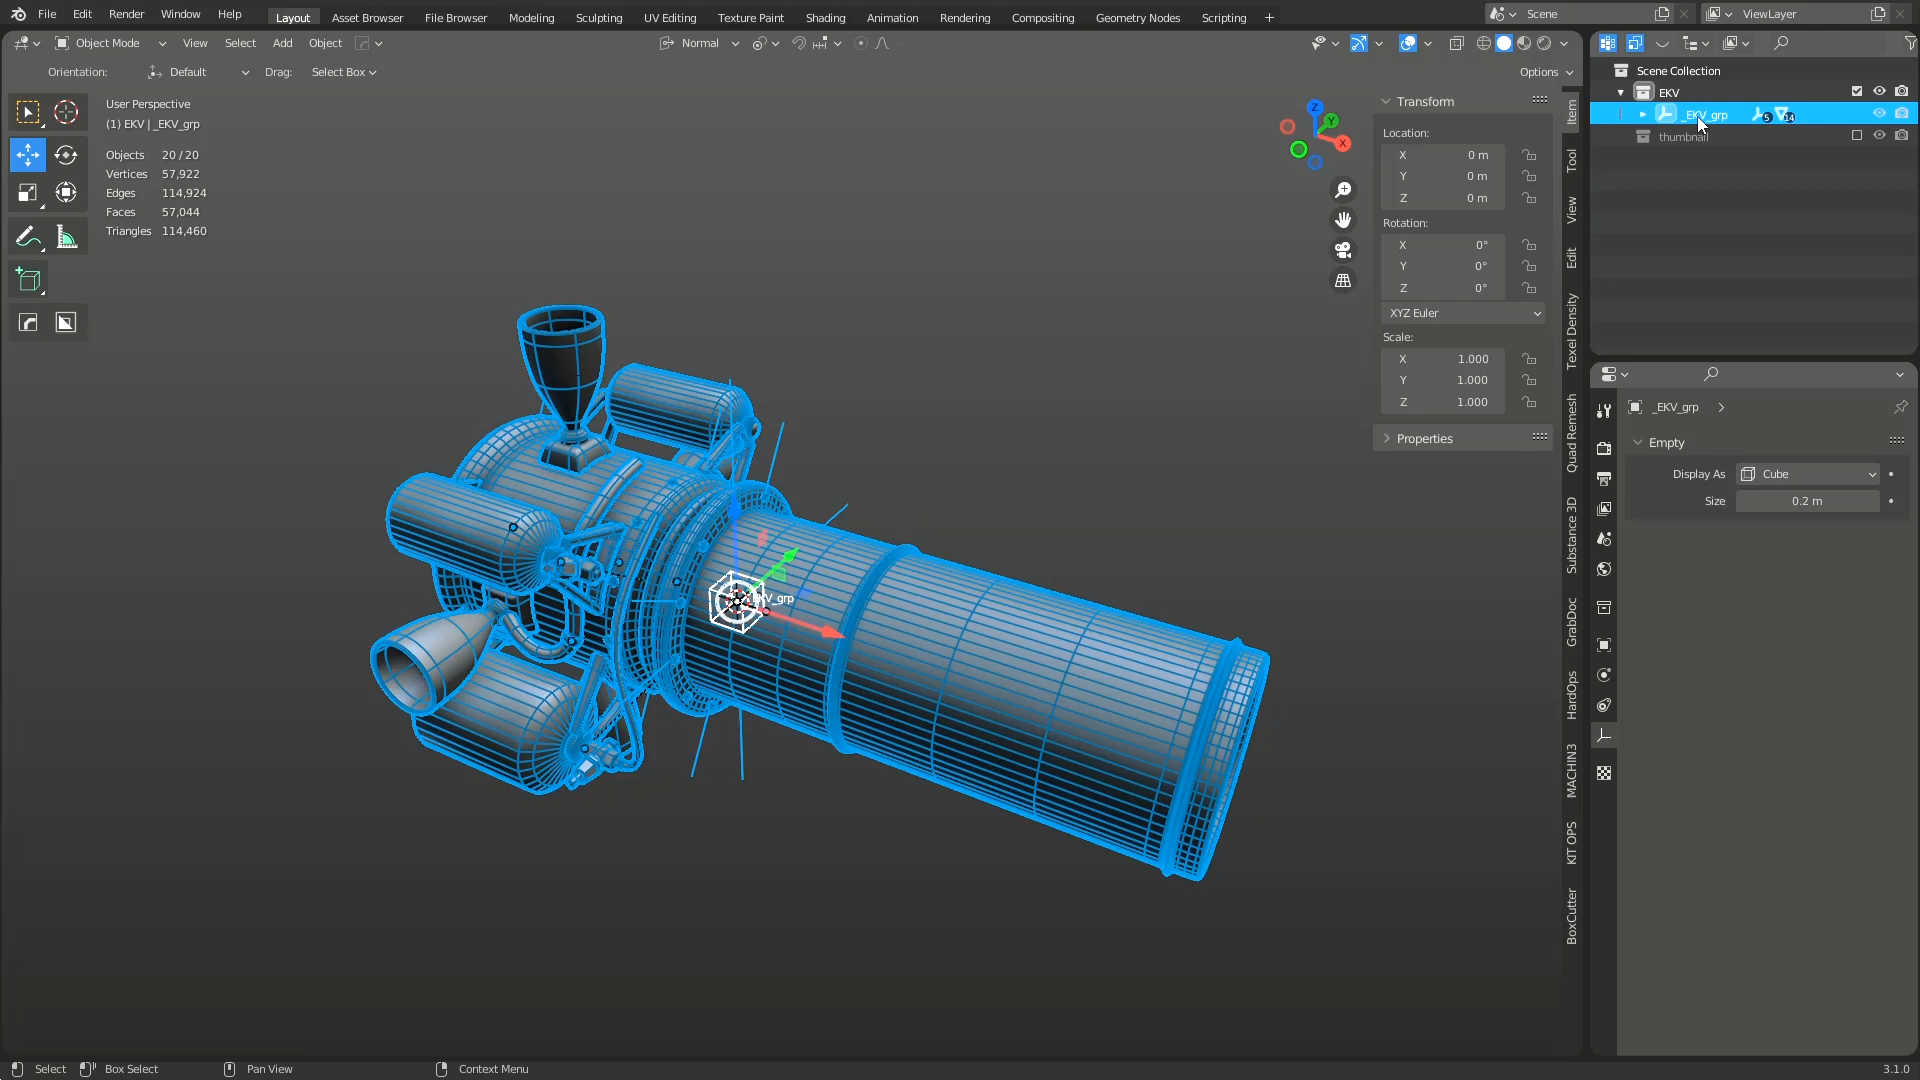 File Edit Render Window Help Layout Asset Browser File Browser Modeling Sculpting UV Editing Texture Paint Shading Animation Rendering Compositing Geometry Nodes Scripting + Scene ViewLayer
Object Mode View Select Add Object Normal
Orientation: Default Drag: Select Box Options
User Perspective
(1) EKV | _EKV_grp
Objects 20 / 20
Vertices 57,922
Edges 114,924
Faces 57,044
Triangles 114,460
Z
Y
X
EKV_grp
Transform
Location:
X 0 m
Y 0 m
Z 0 m
Rotation:
X 0°
Y 0°
Z 0°
XYZ Euler
Scale:
X 1.000
Y 1.000
Z 1.000
Properties
Item
Tool
View
Edit
Texel Density
Quad Remesh
Substance 3D
GrabDoc
HardOps
MACHIN3
KIT OPS
BoxCutter
Scene Collection
EKV
_EKV_grp 5 14
thumbnail
_EKV_grp
Empty
Display As Cube
Size 0.2 m
Select Box Select Pan View Context Menu 3.1.0